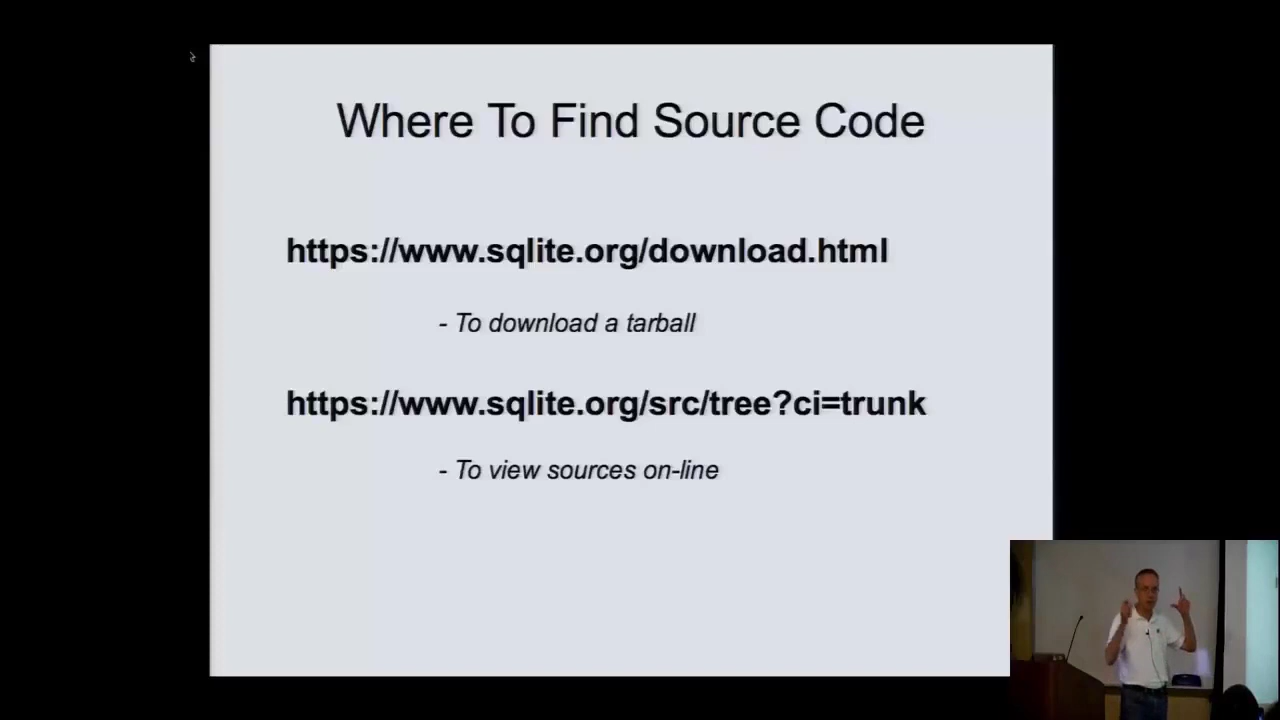 Where To Find Source Code
https://www.sqlite.org/download.html
- To download a tarball
https://www.sqlite.org/src/tree?ci=trunk
- To view sources on-line